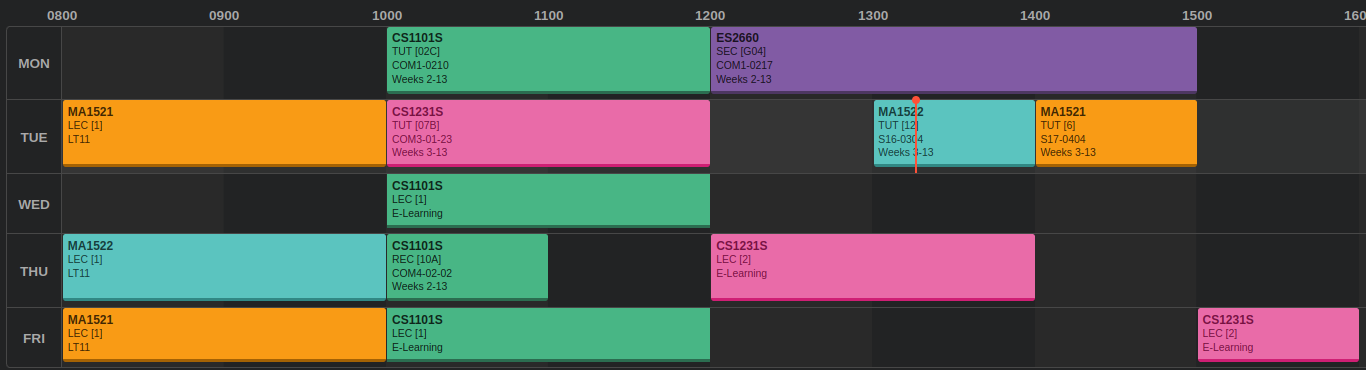 0800 0900 1000 1100 1200 1300 1400 1500 160
MON
CS1101S
TUT [02C]
COM1-0210
Weeks 2-13
ES2660
SEC [G04]
COM1-0217
Weeks 2-13
TUE
MA1521
LEC [1]
LT11
CS1231S
TUT [07B]
COM3-01-23
Weeks 3-13
MA1522
TUT [12]
S16-0304
Weeks 3-13
MA1521
TUT [6]
S17-0404
Weeks 3-13
WED
CS1101S
LEC [1]
E-Learning
THU
MA1522
LEC [1]
LT11
CS1101S
REC [10A]
COM4-02-02
Weeks 2-13
CS1231S
LEC [2]
E-Learning
FRI
MA1521
LEC [1]
LT11
CS1101S
LEC [1]
E-Learning
CS1231S
LEC [2]
E-Learning